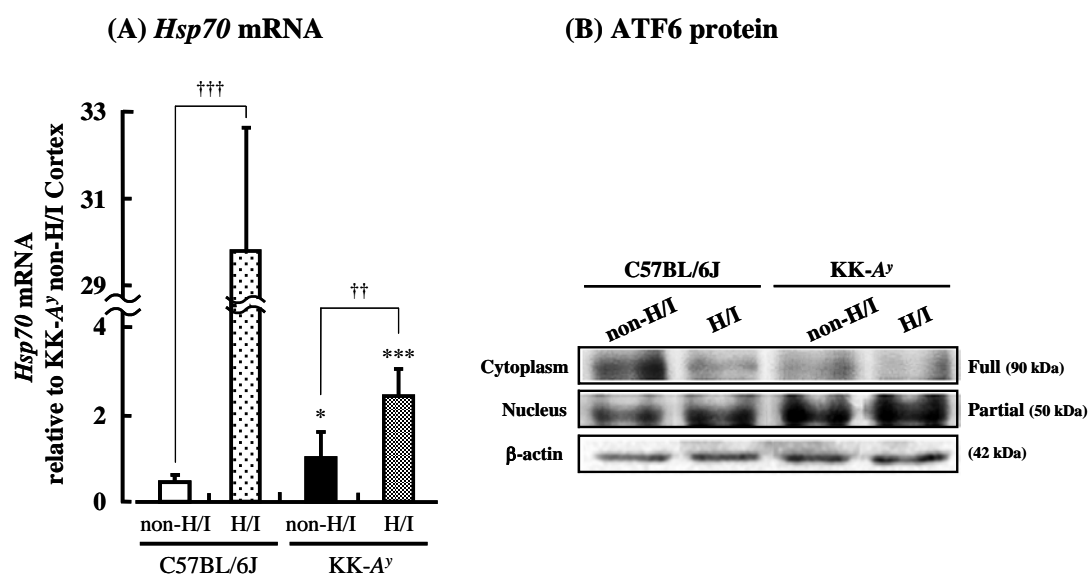 (A) Hsp70 mRNA
Hsp70 mRNA
relative to KK-Aʸ non-H/I Cortex
33
31
29
4
2
0
†††
††
*
***
non-H/I H/I non-H/I H/I
C57BL/6J KK-Aʸ
(B) ATF6 protein
C57BL/6J KK-Aʸ
non-H/I H/I non-H/I H/I
Cytoplasm Full (90 kDa)
Nucleus Partial (50 kDa)
β-actin (42 kDa)